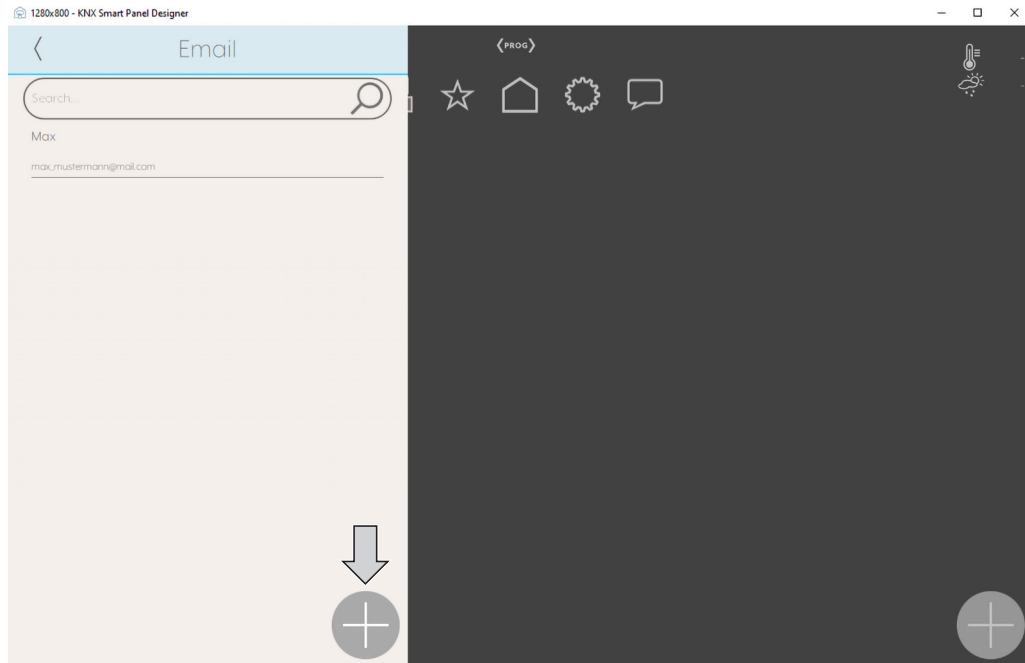 1280x800 - KNX Smart Panel Designer
Email
PROG
Search...
Max
max_mustermann@mail.com